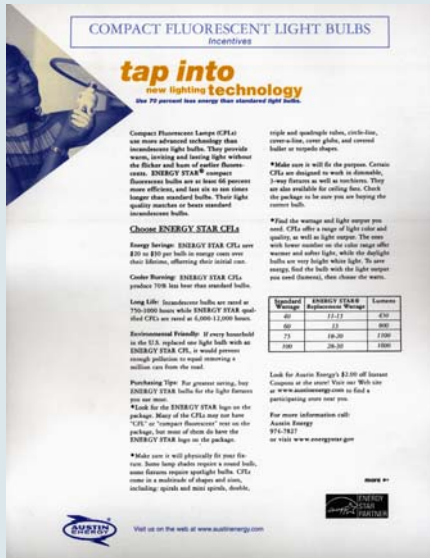 COMPACT FLUORESCENT LIGHT BULBS
Incentives
tap into
new lighting technology
Use 70 percent less energy than standard light bulbs.
Compact Fluorescent Lamps (CFLs)
use more advanced technology than
incandescent light bulbs. They provide
warm, inviting and lasting light without
the flicker and hum of earlier fluores-
cents. ENERGY STAR® compact
fluorescent bulbs are at least 66 percent
more efficient, and last six to ten times
longer than standard bulbs. Their light
quality matches or beats standard
incandescent bulbs.
Choose ENERGY STAR CFLs
Energy Savings: ENERGY STAR CFLs save
$20 to $50 per bulb in energy costs over
their lifetime, offsetting their initial cost.
Cooler Burning: ENERGY STAR CFLs
produce 70% less heat than standard bulbs.
Long Life: Incandescent bulbs are rated at
750-1000 hours while ENERGY STAR quali-
fied CFLs are rated at 6,000-12,000 hours.
Environmental Friendly: If every household
in the U.S. replaced one light bulb with an
ENERGY STAR CFL, it would prevent
enough pollution to equal removing a
million cars from the road.
Purchasing Tips: For greatest saving, buy
ENERGY STAR bulbs for the light fixtures
you use most.
•Look for the ENERGY STAR logo on the
package. Many of the CFLs may not have
"CFL" or "compact fluorescent" text on the
package, but most of them do have the
ENERGY STAR logo on the package.
•Make sure it will physically fit your fix-
ture. Some lamp shades require a round bulb,
some fixtures require spotlight bulbs. CFLs
come in a multitude of shapes and sizes,
including: spirals and mini spirals, double,
triple and quadruple tubes, circle-line,
cover-a-line, cover globe, and covered
bullet or torpedo shapes.
•Make sure it will fit the purpose. Certain
CFLs are designed to work in dimmable,
3-way fixtures as well as torchieres. They
are also available for ceiling fans. Check
the package to be sure you are buying the
correct bulb.
•Find the wattage and light output you
need. CFLs offer a range of light color and
quality, as well as light output. The ones
with lower number on the color range offer
warmer and softer light, while the daylight
bulbs are very bright white light. To save
energy, find the bulb with the light output
you need (lumens), then choose the watts.
Standard Wattage ENERGY STAR® Replacement Wattage Lumens
40 11-13 450
60 15 800
75 18-20 1100
100 26-30 1600
Look for Austin Energy's $2.00 off Instant
Coupons at the store! Visit our Web site
at www.austinenergy.com to find a
participating store near you.
For more information call:
Austin Energy
974-7827
or visit www.energystar.gov
more
AUSTIN ENERGY
Visit us on the web at www.austinenergy.com
ENERGY
STAR
PARTNER